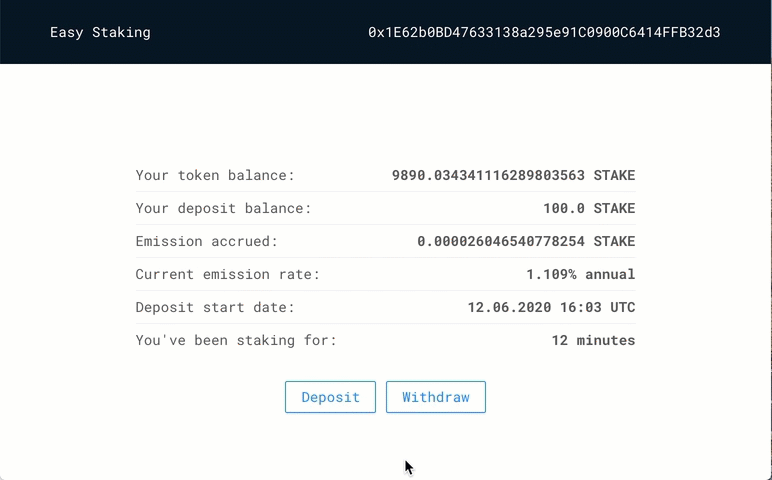 Easy Staking 0x1E62b0BD47633138a295e91C0900C6414FFB32d3
Your token balance: 9890.034341116289803563 STAKE
Your deposit balance: 100.0 STAKE
Emission accrued: 0.000026046540778254 STAKE
Current emission rate: 1.109% annual
Deposit start date: 12.06.2020 16:03 UTC
You've been staking for: 12 minutes
Deposit Withdraw